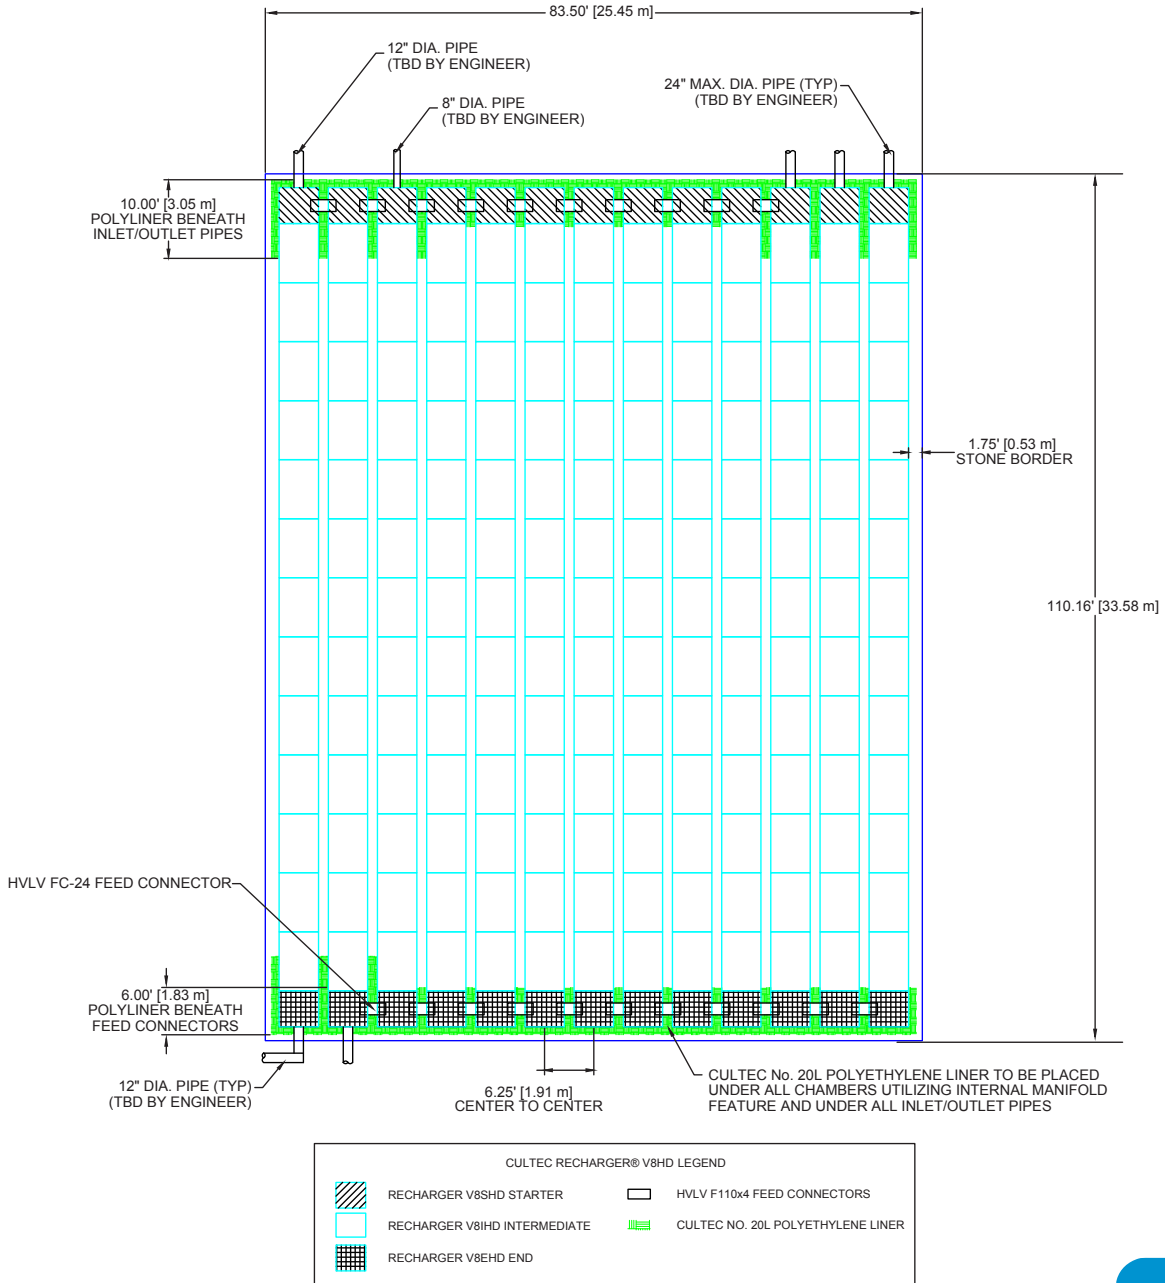 83.50' [25.45 m]
12" DIA. PIPE
(TBD BY ENGINEER)
8" DIA. PIPE
(TBD BY ENGINEER)
24" MAX. DIA. PIPE (TYP)
(TBD BY ENGINEER)
10.00' [3.05 m]
POLYLINER BENEATH
INLET/OUTLET PIPES
1.75' [0.53 m]
STONE BORDER
110.16' [33.58 m]
HVLV FC-24 FEED CONNECTOR
6.00' [1.83 m]
POLYLINER BENEATH
FEED CONNECTORS
12" DIA. PIPE (TYP)
(TBD BY ENGINEER)
6.25' [1.91 m]
CENTER TO CENTER
CULTEC No. 20L POLYETHYLENE LINER TO BE PLACED
UNDER ALL CHAMBERS UTILIZING INTERNAL MANIFOLD
FEATURE AND UNDER ALL INLET/OUTLET PIPES
CULTEC RECHARGER® V8HD LEGEND
RECHARGER V8SHD STARTER
HVLV F110x4 FEED CONNECTORS
RECHARGER V8IHD INTERMEDIATE
CULTEC NO. 20L POLYETHYLENE LINER
RECHARGER V8EHD END